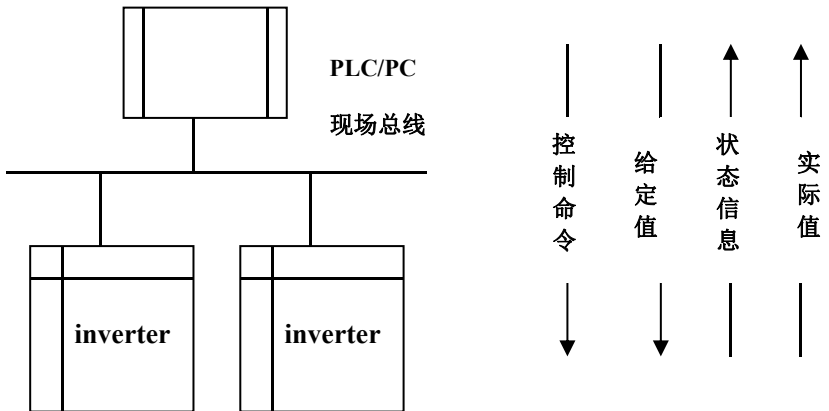 PLC/PC
现场总线
控制命令
给定值
状态信息
实际值
inverter
inverter